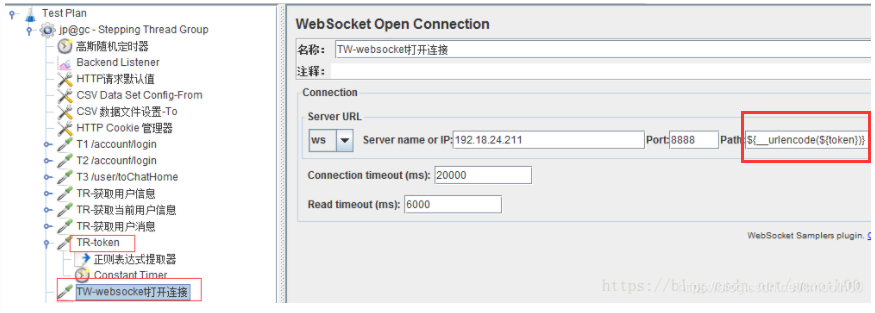 Test Plan
jp@gc - Stepping Thread Group
高斯随机定时器
Backend Listener
HTTP请求默认值
CSV Data Set Config-From
CSV 数据文件设置-To
HTTP Cookie 管理器
T1 /account/login
T2 /account/login
T3 /user/toChatHome
TR-获取用户信息
TR-获取当前用户信息
TR-获取用户消息
TR-token
正则表达式提取器
Constant Timer
TW-websocket打开连接
WebSocket Open Connection
名称: TW-websocket打开连接
注释:
Connection
Server URL
ws Server name or IP: 192.18.24.211 Port: 8888 Path: ${__urlencode(${token})}
Connection timeout (ms): 20000
Read timeout (ms): 6000
WebSocket Samplers plugin.